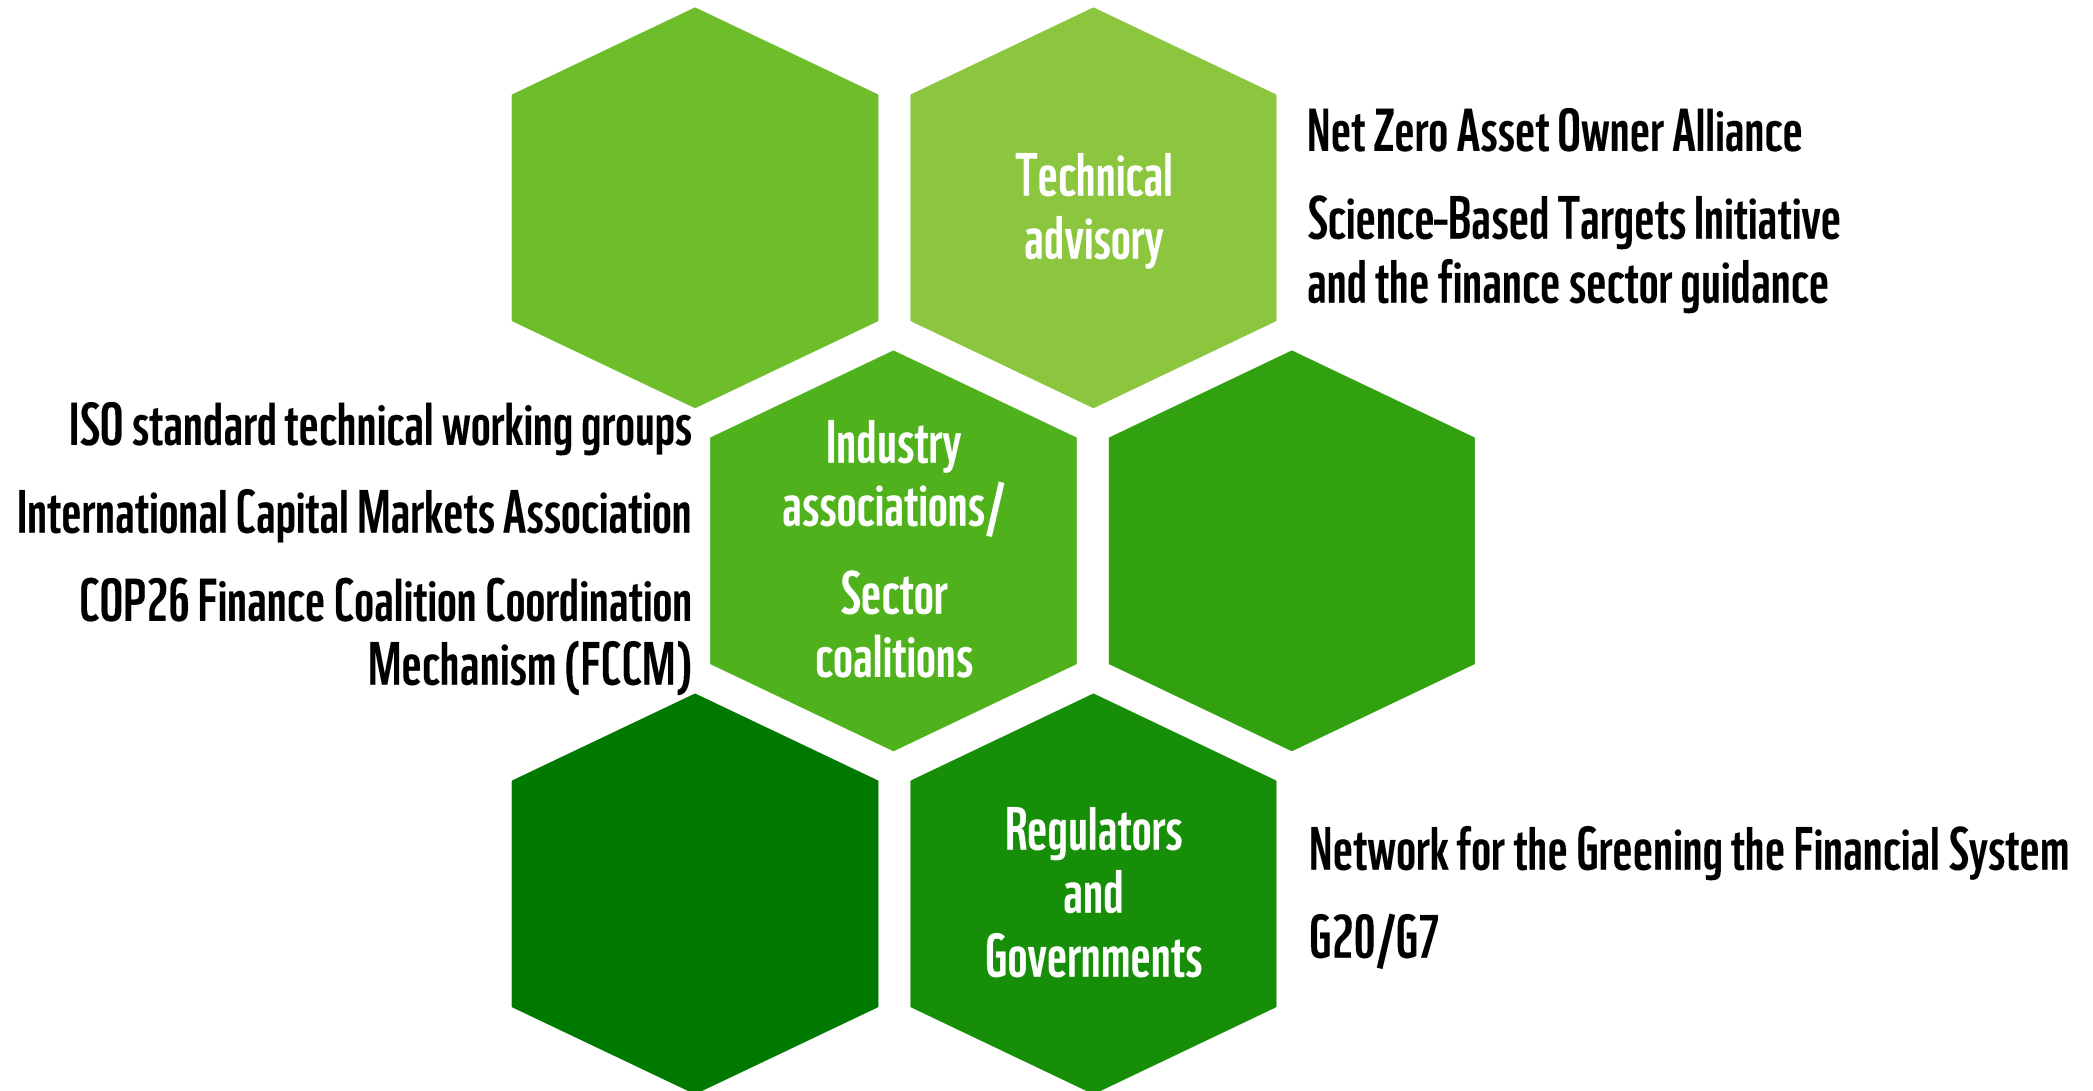 Technical
advisory
Net Zero Asset Owner Alliance
Science-Based Targets Initiative
and the finance sector guidance
Industry
associations/
Sector
coalitions
ISO standard technical working groups
International Capital Markets Association
COP26 Finance Coalition Coordination
Mechanism (FCCM)
Regulators
and
Governments
Network for the Greening the Financial System
G20/G7